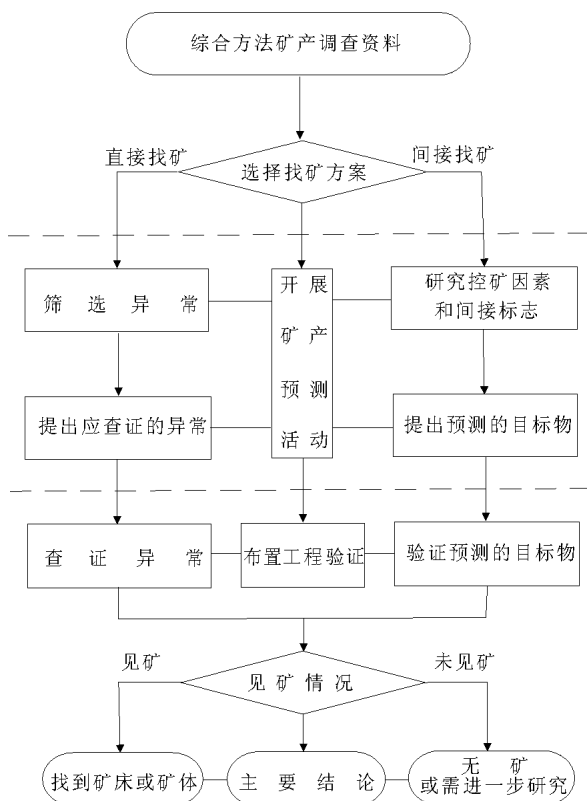 综合方法矿产调查资料
直接找矿
间接找矿
选择找矿方案
筛选异常
开展
矿产
预测
活动
研究控矿因素
和间接标志
提出应查证的异常
提出预测的目标物
查证异常
布置工程验证
验证预测的目标物
见矿
未见矿
见矿情况
找到矿床或矿体
主要结论
无矿
或需进一步研究